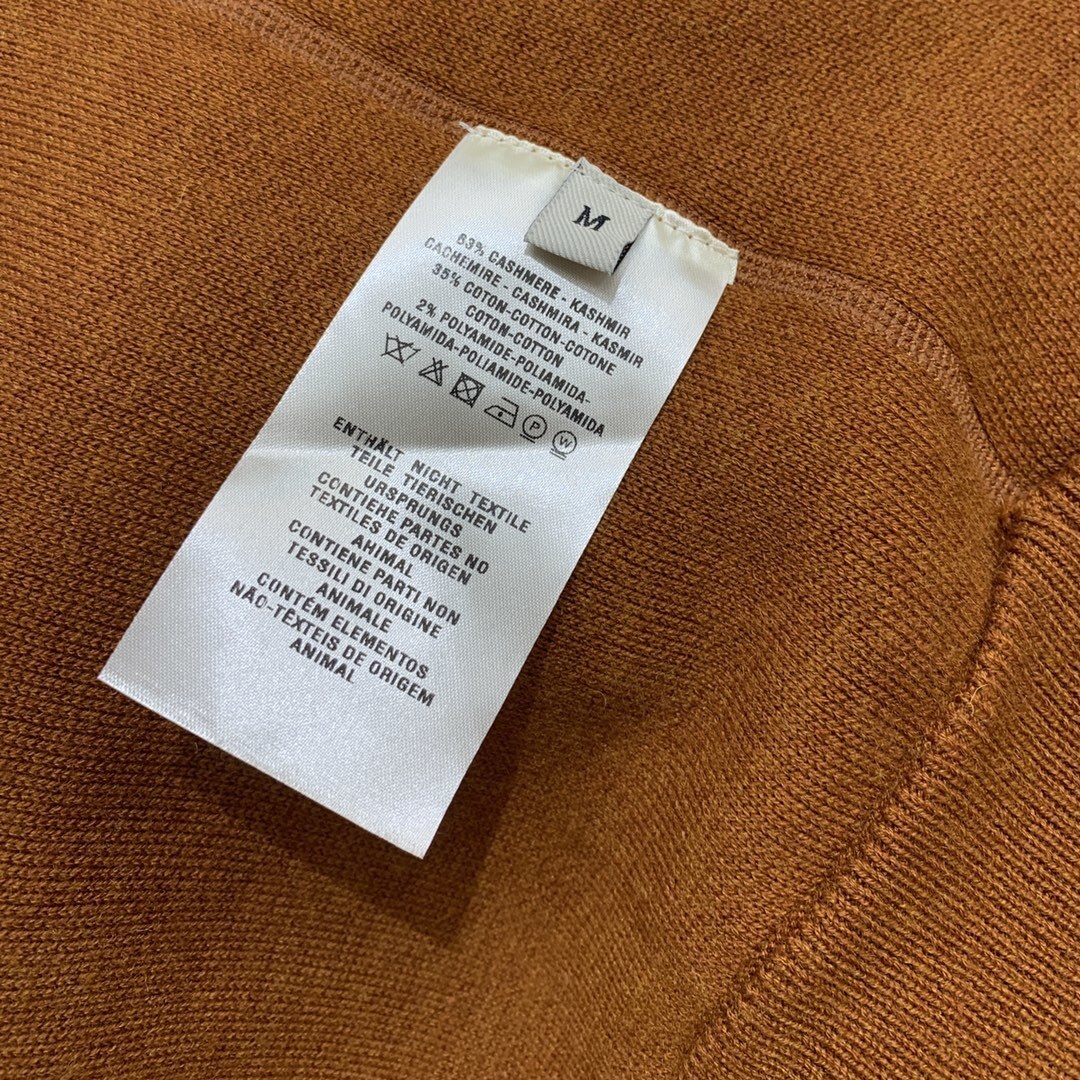 M
63% CASHMERE - KASHMIR
CACHEMIRE - CASHMIRA - KASMIR
35% COTON-COTTON-COTONE
COTON-COTTON
2% POLYAMIDE-POLIAMIDA-
POLYAMIDA-POLIAMIDE-POLYAMIDA
P W
ENTHÄLT NICHT TEXTILE
TEILE TIERISCHEN
URSPRUNGS
CONTIEHE PARTES NO
TEXTILES DE ORIGEN
AHIMAL
CONTIENE PARTI NON
TESSILI DI ORIGINE
ANIMALE
CONTÉM ELEMENTOS
NÃO-TÊXTEIS DE ORIGEM
ANIMAL